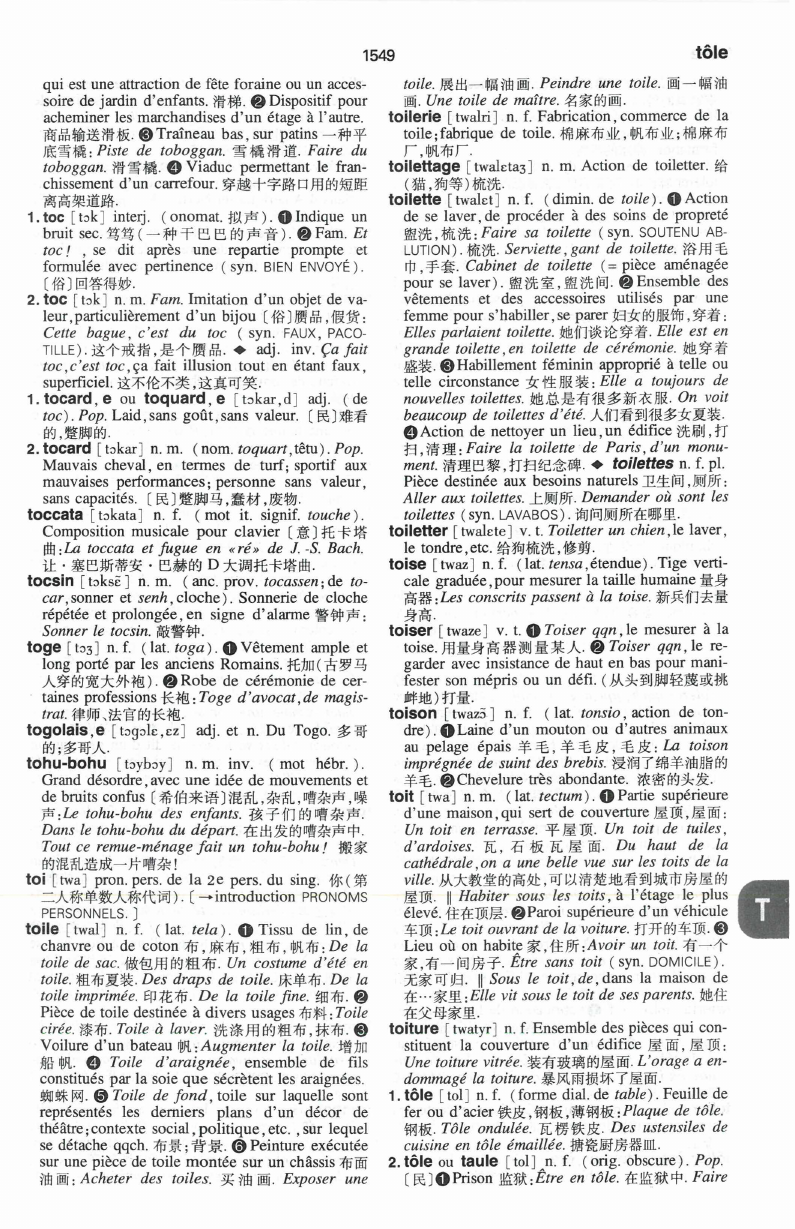 1549
tôle
qui est une attraction de fête foraine ou un acces-
soire de jardin d'enfants. 滑梯. ❷ Dispositif pour
acheminer les marchandises d'un étage à l'autre.
商品输送滑板. ❸ Traîneau bas, sur patins 一种平
底雪橇: Piste de toboggan. 雪橇滑道. Faire du
toboggan. 滑雪橇. ❹ Viaduc permettant le fran-
chissement d'un carrefour. 穿越十字路口用的短距
离高架道路.
1. toc [tɔk] interj. (onomat. 拟声). ❶ Indique un
bruit sec. 笃笃(一种干巴巴的声音). ❷ Fam. Et
toc! , se dit après une repartie prompte et
formulée avec pertinence (syn. BIEN ENVOYÉ).
〔俗〕回答得妙.
2. toc [tɔk] n. m. Fam. Imitation d'un objet de va-
leur, particulièrement d'un bijou〔俗〕赝品,假货:
Cette bague, c'est du toc (syn. FAUX, PACO-
TILLE). 这个戒指,是个赝品. ◆ adj. inv. Ça fait
toc, c'est toc, ça fait illusion tout en étant faux,
superficiel. 这不伦不类,这真可笑.
1. tocard, e ou toquard, e [tɔkar,d] adj. (de
toc). Pop. Laid, sans goût, sans valeur. 〔民〕难看
的,蹩脚的.
2. tocard [tɔkar] n. m. (nom. toquart, têtu). Pop.
Mauvais cheval, en termes de turf; sportif aux
mauvaises performances; personne sans valeur,
sans capacités. 〔民〕蹩脚马,蠢材,废物.
toccata [tɔkata] n. f. (mot it. signif. touche).
Composition musicale pour clavier〔意〕托卡塔
曲: La toccata et fugue en «ré» de J. -S. Bach.
让·塞巴斯蒂安·巴赫的 D 大调托卡塔曲.
tocsin [tɔksɛ̃] n. m. (anc. prov. tocassen; de to-
car, sonner et senh, cloche). Sonnerie de cloche
répétée et prolongée, en signe d'alarme 警钟声:
Sonner le tocsin. 敲警钟.
toge [tɔʒ] n. f. (lat. toga). ❶ Vêtement ample et
long porté par les anciens Romains. 托加(古罗马
人穿的宽大外袍). ❷ Robe de cérémonie de cer-
taines professions 长袍: Toge d'avocat, de magis-
trat. 律师、法官的长袍.
togolais, e [tɔgɔlɛ,ɛz] adj. et n. Du Togo. 多哥
的;多哥人.
tohu-bohu [tɔybɔy] n. m. inv. (mot hébr.).
Grand désordre, avec une idée de mouvements et
de bruits confus〔希伯来语〕混乱,杂乱,嘈杂声,噪
声: Le tohu-bohu des enfants. 孩子们的嘈杂声.
Dans le tohu-bohu du départ. 在出发的嘈杂声中.
Tout ce remue-ménage fait un tohu-bohu! 搬家
的混乱造成一片嘈杂!
toi [twa] pron. pers. de la 2e pers. du sing. 你(第
二人称单数人称代词).〔→introduction PRONOMS
PERSONNELS.〕
toile [twal] n. f. (lat. tela). ❶ Tissu de lin, de
chanvre ou de coton 布,麻布,粗布,帆布: De la
toile de sac. 做包用的粗布. Un costume d'été en
toile. 粗布夏装. Des draps de toile. 床单布. De la
toile imprimée. 印花布. De la toile fine. 细布. ❷
Pièce de toile destinée à divers usages 布料: Toile
cirée. 漆布. Toile à laver. 洗涤用的粗布,抹布. ❸
Voilure d'un bateau 帆: Augmenter la toile. 增加
船帆. ❹ Toile d'araignée, ensemble de fils
constitués par la soie que sécrètent les araignées.
蜘蛛网. ❺ Toile de fond, toile sur laquelle sont
représentés les derniers plans d'un décor de
théâtre; contexte social, politique, etc. , sur lequel
se détache qqch. 布景;背景. ❻ Peinture exécutée
sur une pièce de toile montée sur un châssis 布面
油画: Acheter des toiles. 买油画. Exposer une
toile. 展出一幅油画. Peindre une toile. 画一幅油
画. Une toile de maître. 名家的画.
toilerie [twalri] n. f. Fabrication, commerce de la
toile; fabrique de toile. 棉麻布业,帆布业;棉麻布
厂,帆布厂.
toilettage [twalɛtaʒ] n. m. Action de toiletter. 给
(猫,狗等)梳洗.
toilette [twalɛt] n. f. (dimin. de toile). ❶ Action
de se laver, de procéder à des soins de propreté
盥洗,梳洗: Faire sa toilette (syn. SOUTENU AB-
LUTION). 梳洗. Serviette, gant de toilette. 浴用毛
巾,手套. Cabinet de toilette (= pièce aménagée
pour se laver). 盥洗室,盥洗间. ❷ Ensemble des
vêtements et des accessoires utilisés par une
femme pour s'habiller, se parer 妇女的服饰,穿着:
Elles parlaient toilette. 她们谈论穿着. Elle est en
grande toilette, en toilette de cérémonie. 她穿着
盛装. ❸ Habillement féminin approprié à telle ou
telle circonstance 女性服装: Elle a toujours de
nouvelles toilettes. 她总是有很多新衣服. On voit
beaucoup de toilettes d'été. 人们看到很多女夏装.
❹ Action de nettoyer un lieu, un édifice 洗刷,打
扫,清理: Faire la toilette de Paris, d'un monu-
ment. 清理巴黎,打扫纪念碑. ◆ toilettes n. f. pl.
Pièce destinée aux besoins naturels 卫生间,厕所:
Aller aux toilettes. 上厕所. Demander où sont les
toilettes (syn. LAVABOS). 询问厕所在哪里.
toiletter [twalɛte] v. t. Toiletter un chien, le laver,
le tondre, etc. 给狗梳洗,修剪.
toise [twaz] n. f. (lat. tensa, étendue). Tige verti-
cale graduée, pour mesurer la taille humaine 量身
高器: Les conscrits passent à la toise. 新兵们去量
身高.
toiser [twaze] v. t. ❶ Toiser qqn, le mesurer à la
toise. 用量身高器测量某人. ❷ Toiser qqn, le re-
garder avec insistance de haut en bas pour mani-
fester son mépris ou un défi. (从头到脚轻蔑或挑
衅地)打量.
toison [twazɔ̃] n. f. (lat. tonsio, action de ton-
dre). ❶ Laine d'un mouton ou d'autres animaux
au pelage épais 羊毛,羊毛皮,毛皮: La toison
imprégnée de suint des brebis. 浸润了绵羊油脂的
羊毛. ❷ Chevelure très abondante. 浓密的头发.
toit [twa] n. m. (lat. tectum). ❶ Partie supérieure
d'une maison, qui sert de couverture 屋顶,屋面:
Un toit en terrasse. 平屋顶. Un toit de tuiles,
d'ardoises. 瓦,石板瓦屋面. Du haut de la
cathédrale, on a une belle vue sur les toits de la
ville. 从大教堂的高处,可以清楚地看到城市房屋的
屋顶. ‖ Habiter sous les toits, à l'étage le plus
élevé. 住在顶层. ❷ Paroi supérieure d'un véhicule
车顶: Le toit ouvrant de la voiture. 打开的车顶. ❸
Lieu où on habite 家,住所: Avoir un toit. 有一个
家,有一间房子. Être sans toit (syn. DOMICILE).
无家可归. ‖ Sous le toit, de, dans la maison de
在…家里: Elle vit sous le toit de ses parents. 她住
在父母家里.
toiture [twatyr] n. f. Ensemble des pièces qui con-
stituent la couverture d'un édifice 屋面,屋顶:
Une toiture vitrée. 装有玻璃的屋面. L'orage a en-
dommagé la toiture. 暴风雨损坏了屋面.
1. tôle [tol] n. f. (forme dial. de table). Feuille de
fer ou d'acier 铁皮,钢板,薄钢板: Plaque de tôle.
钢板. Tôle ondulée. 瓦楞铁皮. Des ustensiles de
cuisine en tôle émaillée. 搪瓷厨房器皿.
2. tôle ou taule [tol] n. f. (orig. obscure). Pop.
〔民〕❶ Prison 监狱: Être en tôle. 在监狱中. Faire
T